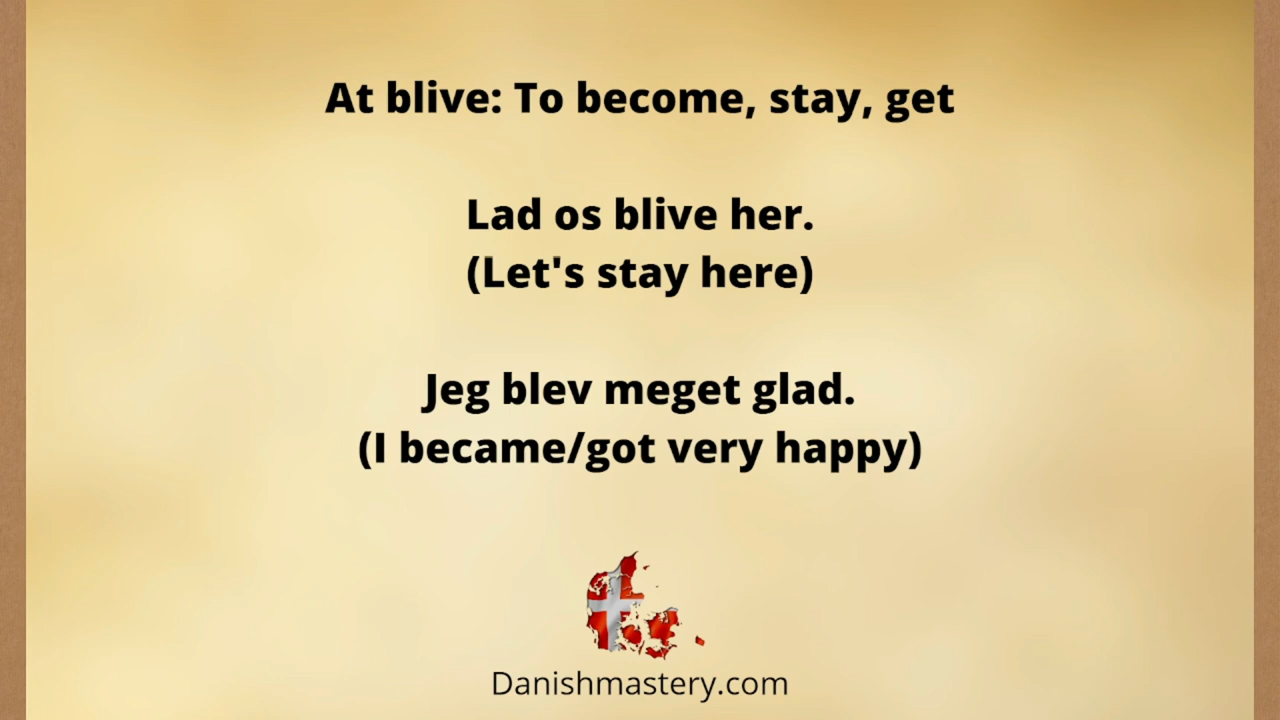 At blive: To become, stay, get
Lad os blive her.
(Let's stay here)
Jeg blev meget glad.
(I became/got very happy)
Danishmastery.com